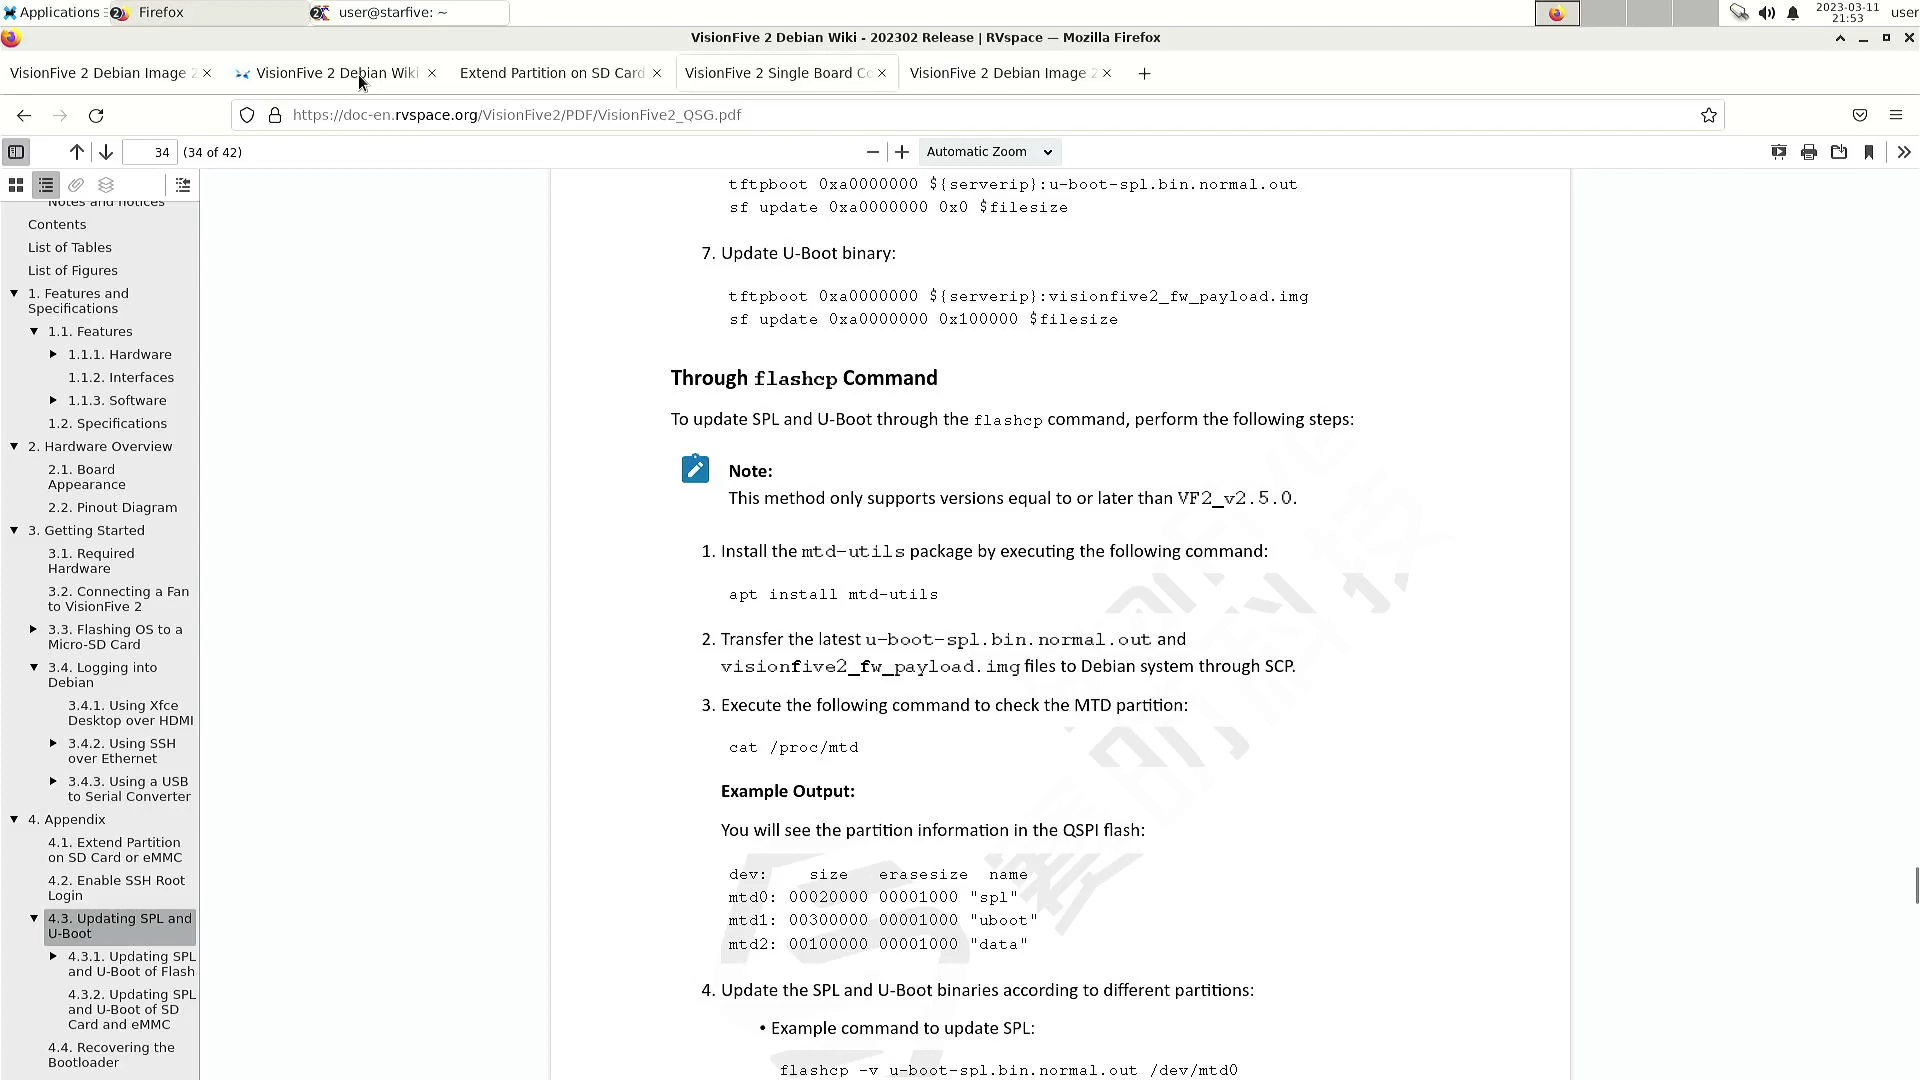 Applications
Firefox
user@starfive: ~
2023-03-11
21:53
user
VisionFive 2 Debian Wiki - 202302 Release | RVspace — Mozilla Firefox
VisionFive 2 Debian Image 2
VisionFive 2 Debian Wiki
Extend Partition on SD Card
VisionFive 2 Single Board Co
VisionFive 2 Debian Image 2
https://doc-en.rvspace.org/VisionFive2/PDF/VisionFive2_QSG.pdf
34 (34 of 42)
Automatic Zoom
Notes and notices
Contents
List of Tables
List of Figures
1. Features and
Specifications
1.1. Features
1.1.1. Hardware
1.1.2. Interfaces
1.1.3. Software
1.2. Specifications
2. Hardware Overview
2.1. Board
Appearance
2.2. Pinout Diagram
3. Getting Started
3.1. Required
Hardware
3.2. Connecting a Fan
to VisionFive 2
3.3. Flashing OS to a
Micro-SD Card
3.4. Logging into
Debian
3.4.1. Using Xfce
Desktop over HDMI
3.4.2. Using SSH
over Ethernet
3.4.3. Using a USB
to Serial Converter
4. Appendix
4.1. Extend Partition
on SD Card or eMMC
4.2. Enable SSH Root
Login
4.3. Updating SPL and
U-Boot
4.3.1. Updating SPL
and U-Boot of Flash
4.3.2. Updating SPL
and U-Boot of SD
Card and eMMC
4.4. Recovering the
Bootloader
tftpboot 0xa0000000 ${serverip}:u-boot-spl.bin.normal.out
sf update 0xa0000000 0x0 $filesize
7. Update U-Boot binary:
tftpboot 0xa0000000 ${serverip}:visionfive2_fw_payload.img
sf update 0xa0000000 0x100000 $filesize
Through flashcp Command
To update SPL and U-Boot through the flashcp command, perform the following steps:
Note:
This method only supports versions equal to or later than VF2_v2.5.0.
1. Install the mtd-utils package by executing the following command:
apt install mtd-utils
2. Transfer the latest u-boot-spl.bin.normal.out and
visionfive2_fw_payload.img files to Debian system through SCP.
3. Execute the following command to check the MTD partition:
cat /proc/mtd
Example Output:
You will see the partition information in the QSPI flash:
dev: size erasesize name
mtd0: 00020000 00001000 "spl"
mtd1: 00300000 00001000 "uboot"
mtd2: 00100000 00001000 "data"
4. Update the SPL and U-Boot binaries according to different partitions:
• Example command to update SPL:
flashcp -v u-boot-spl.bin.normal.out /dev/mtd0